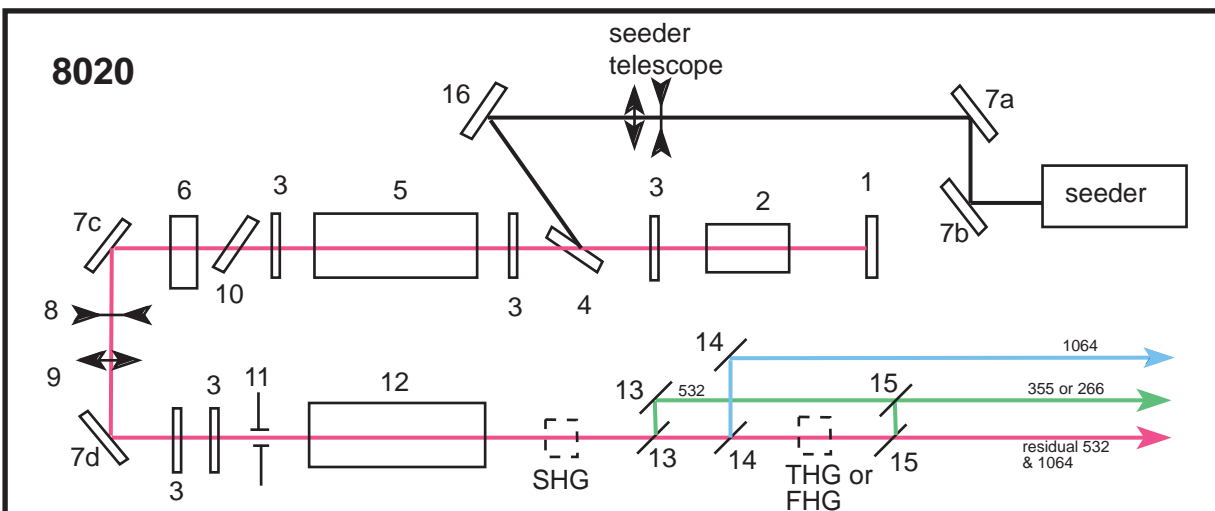 8020
seeder
telescope
16
7a
6
3
5
3
2
1
seeder
7c
7b
10
3
4
8
14
1064
9
3
11
12
13
532
15
355 or 266
7d
3
SHG
13
14
THG or
FHG
15
residual 532
& 1064